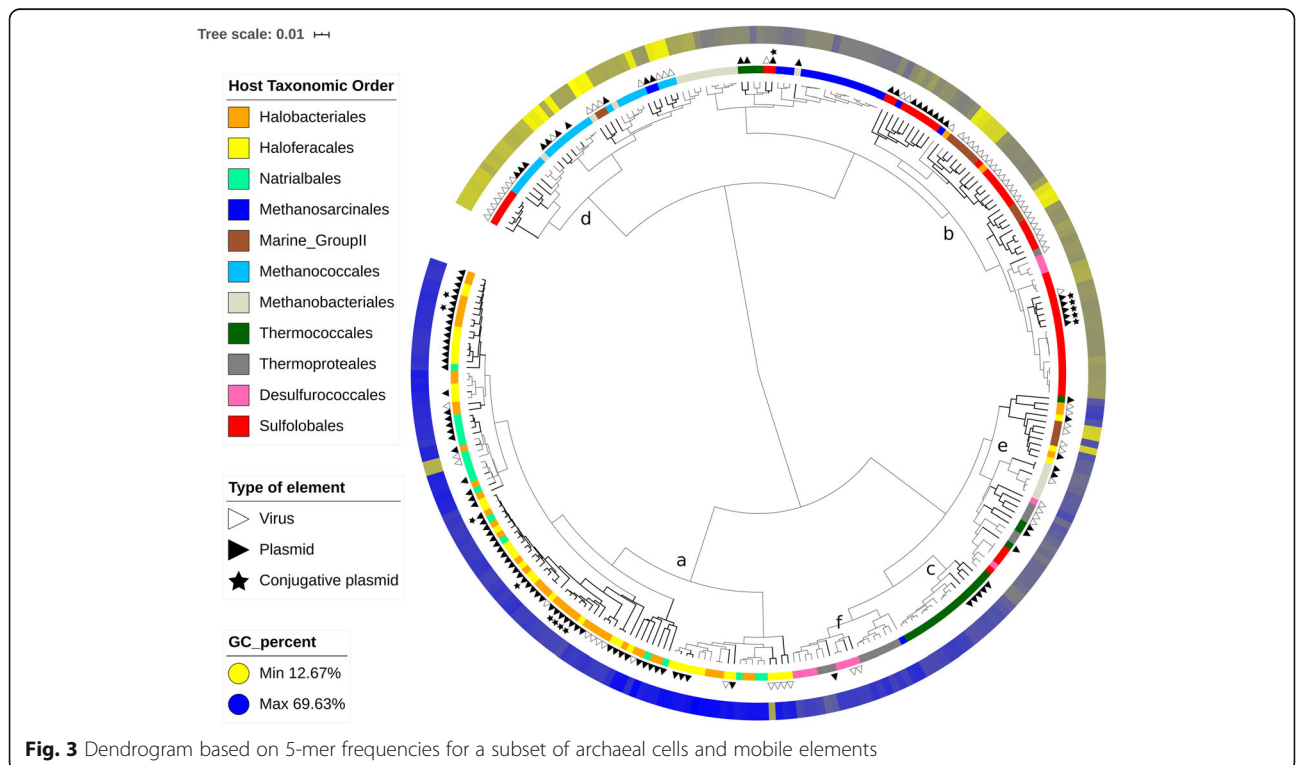 Tree scale: 0.01
Host Taxonomic Order
Halobacteriales
Haloferacales
Natrialbales
Methanosarcinales
Marine_GroupII
Methanococcales
Methanobacteriales
Thermococcales
Thermoproteales
Desulfurococcales
Sulfolobales
Type of element
Virus
Plasmid
Conjugative plasmid
GC_percent
Min 12.67%
Max 69.63%
d
b
e
a
c
f
Fig. 3 Dendrogram based on 5-mer frequencies for a subset of archaeal cells and mobile elements